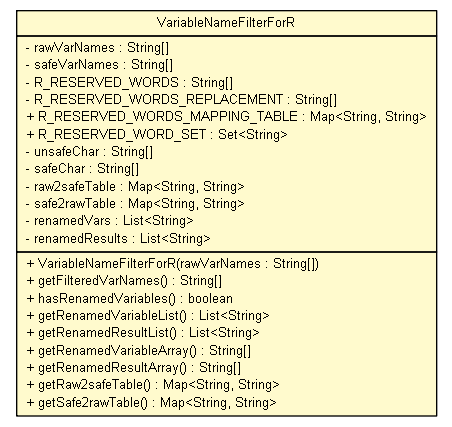 VariableNameFilterForR
- rawVarNames : String[]
- safeVarNames : String[]
- R_RESERVED_WORDS : String[]
- R_RESERVED_WORDS_REPLACEMENT : String[]
+ R_RESERVED_WORDS_MAPPING_TABLE : Map<String, String>
+ R_RESERVED_WORD_SET : Set<String>
- unsafeChar : String[]
- safeChar : String[]
- raw2safeTable : Map<String, String>
- safe2rawTable : Map<String, String>
- renamedVars : List<String>
- renamedResults : List<String>
+ VariableNameFilterForR(rawVarNames : String[])
+ getFilteredVarNames() : String[]
+ hasRenamedVariables() : boolean
+ getRenamedVariableList() : List<String>
+ getRenamedResultList() : List<String>
+ getRenamedVariableArray() : String[]
+ getRenamedResultArray() : String[]
+ getRaw2safeTable() : Map<String, String>
+ getSafe2rawTable() : Map<String, String>